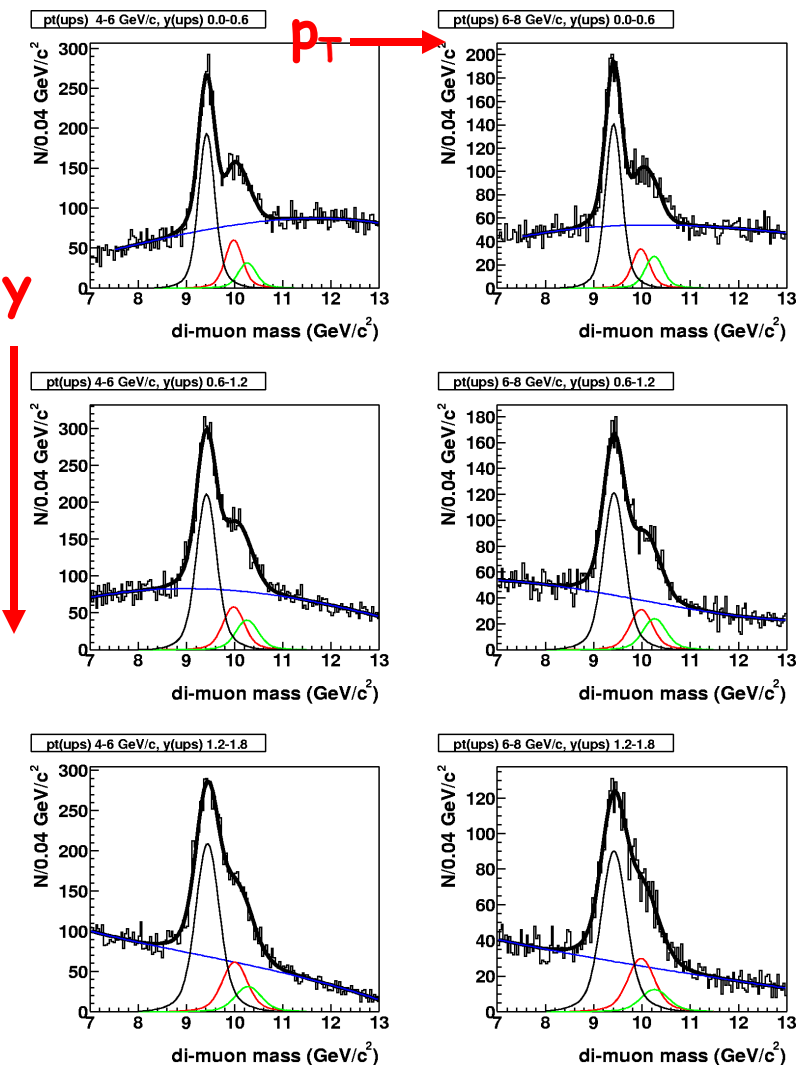 pt(ups)  4-6 GeV/c, y(ups) 0.0-0.6
N/0.04 GeV/c²
300
250
200
150
100
50
0
7 8 9 10 11 12 13
di-muon mass (GeV/c²)
pT
pt(ups) 6-8 GeV/c, y(ups) 0.0-0.6
N/0.04 GeV/c²
200
180
160
140
120
100
80
60
40
20
0
7 8 9 10 11 12 13
di-muon mass (GeV/c²)
y
pt(ups) 4-6 GeV/c, y(ups) 0.6-1.2
N/0.04 GeV/c²
300
250
200
150
100
50
0
7 8 9 10 11 12 13
di-muon mass (GeV/c²)
pt(ups) 6-8 GeV/c, y(ups) 0.6-1.2
N/0.04 GeV/c²
180
160
140
120
100
80
60
40
20
0
7 8 9 10 11 12 13
di-muon mass (GeV/c²)
pt(ups) 4-6 GeV/c, y(ups) 1.2-1.8
N/0.04 GeV/c²
300
250
200
150
100
50
0
7 8 9 10 11 12 13
di-muon mass (GeV/c²)
pt(ups) 6-8 GeV/c, y(ups) 1.2-1.8
N/0.04 GeV/c²
120
100
80
60
40
20
0
7 8 9 10 11 12 13
di-muon mass (GeV/c²)